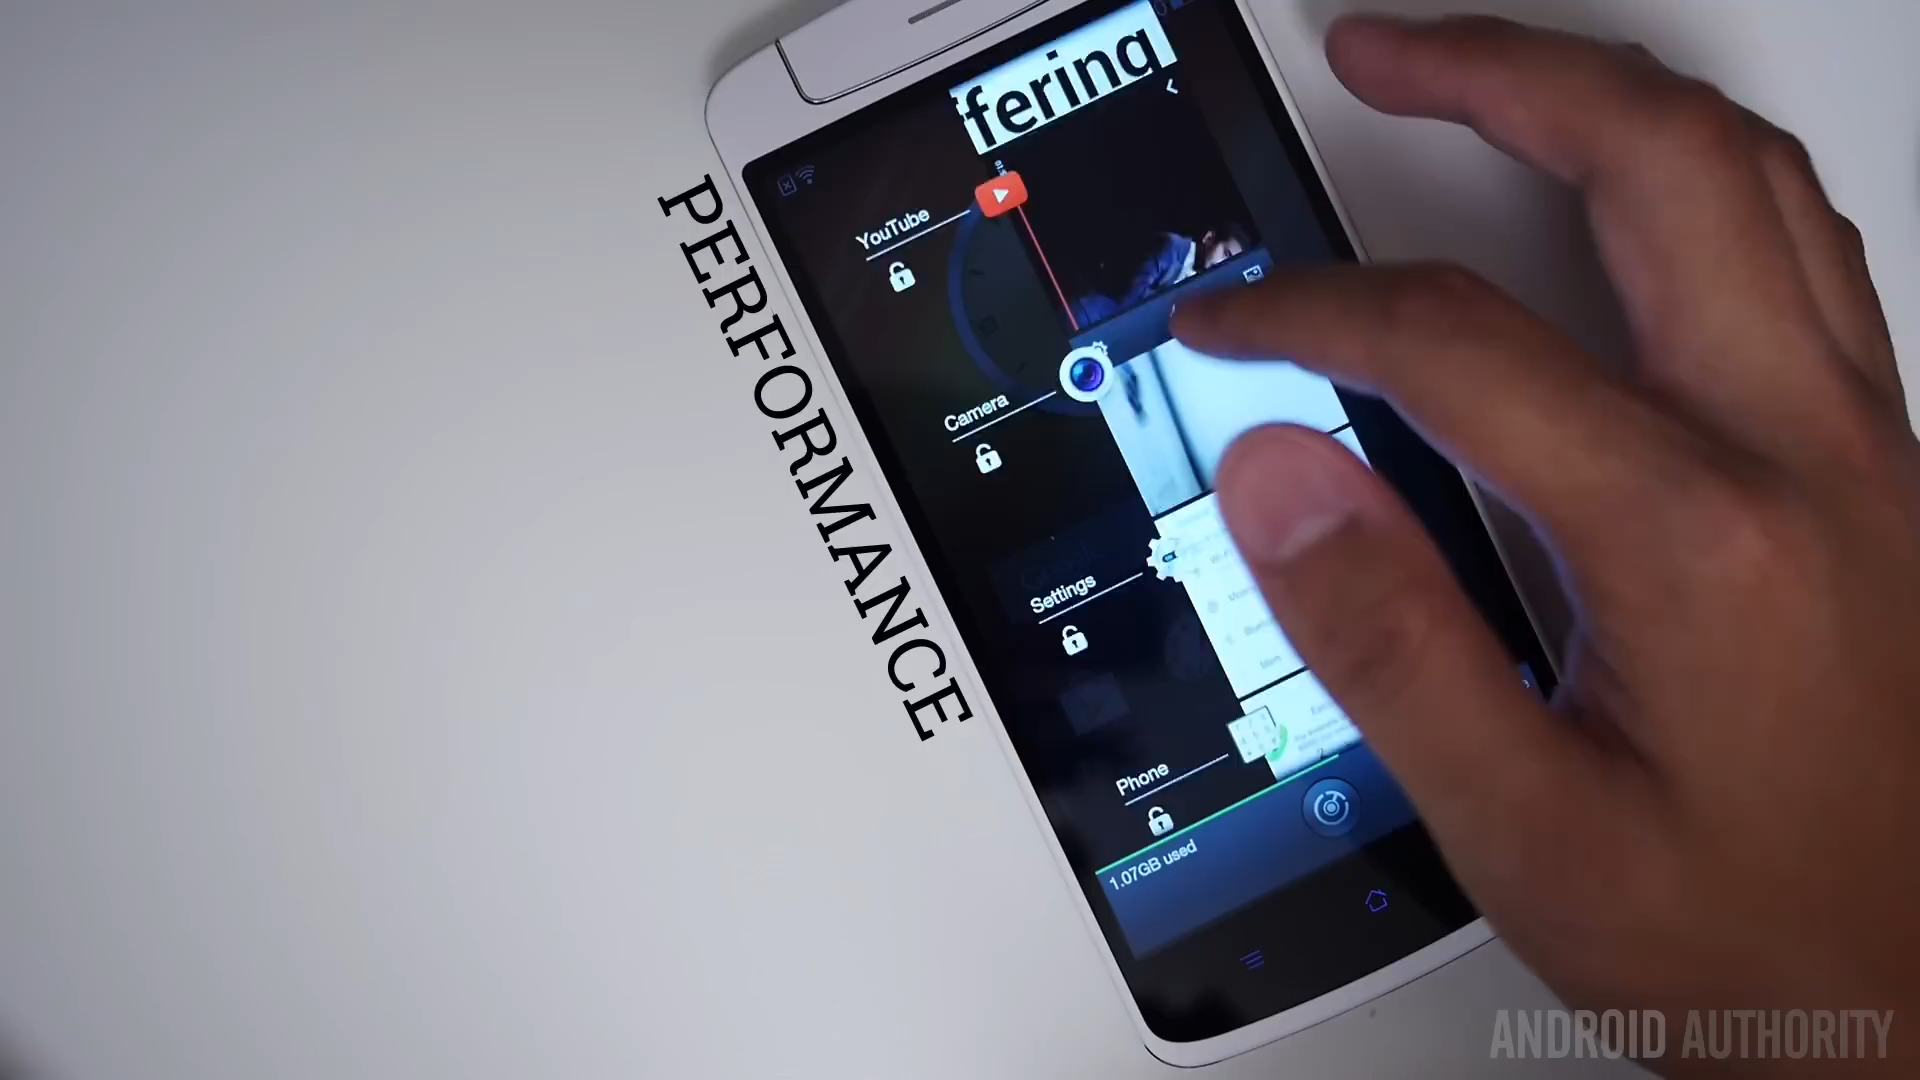 ffering
YouTube
PERFORMANCE
Camera
Settings
Phone
1.07GB used
ANDROID AUTHORITY